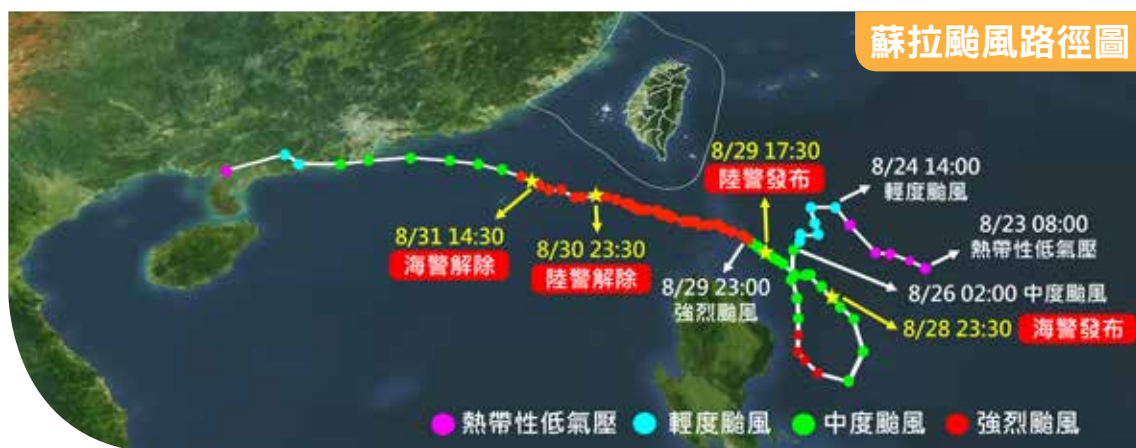 蘇拉颱風路徑圖
8/29 17:30
陸警發布
8/24 14:00
輕度颱風
8/23 08:00
熱帶性低氣壓
8/31 14:30
海警解除
8/30 23:30
陸警解除
8/29 23:00
強烈颱風
8/26 02:00 中度颱風
8/28 23:30 海警發布
熱帶性低氣壓 輕度颱風 中度颱風 強烈颱風